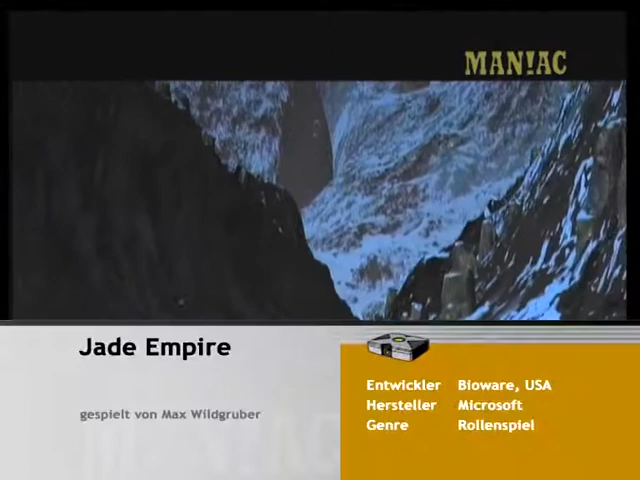 MAN!AC
Jade Empire
gespielt von Max Wildgruber
Entwickler Bioware, USA
Hersteller Microsoft
Genre Rollenspiel